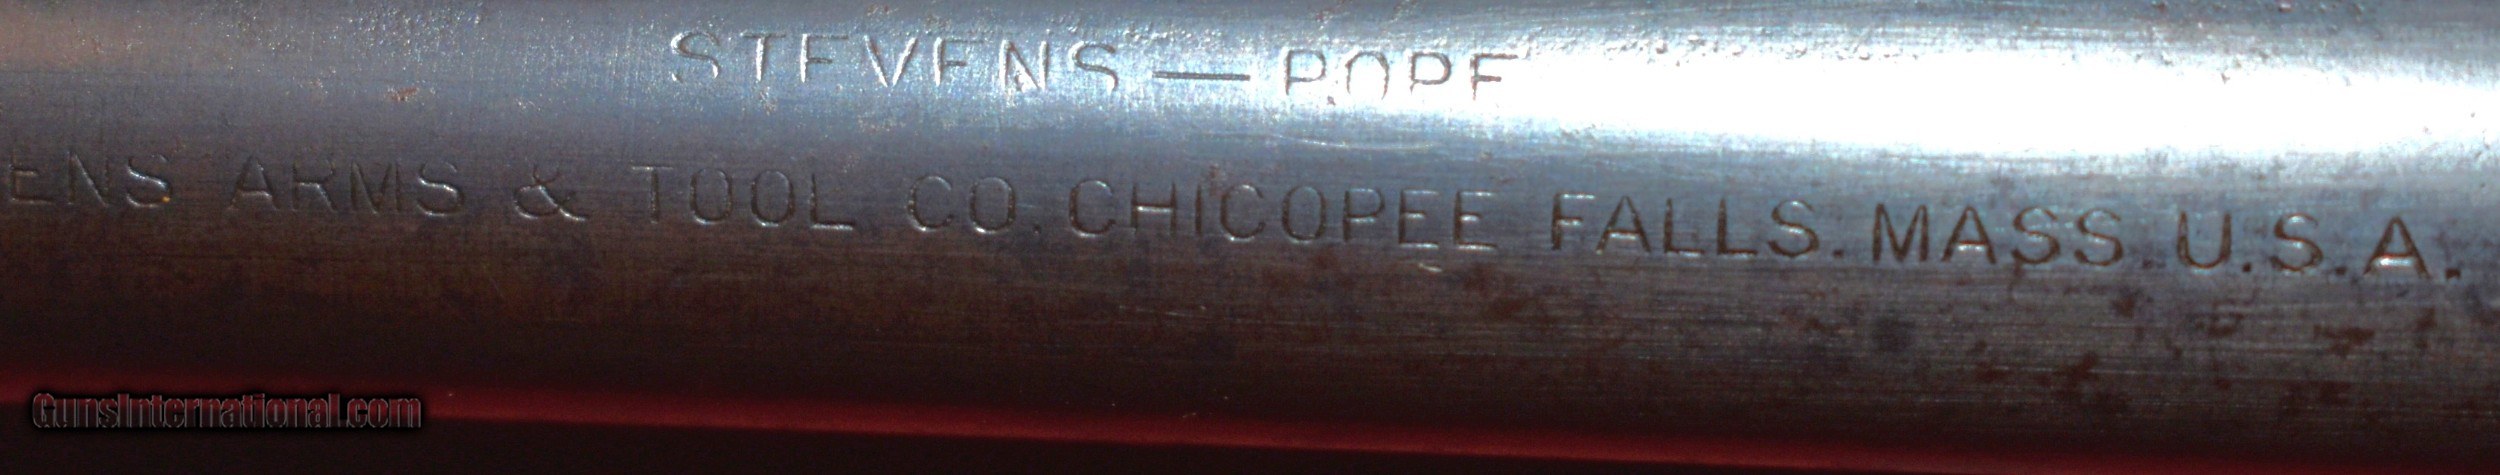 STEVENS — POPE
ENS ARMS & TOOL CO. CHICOPEE FALLS. MASS. U.S.A.
GunsInternational.com